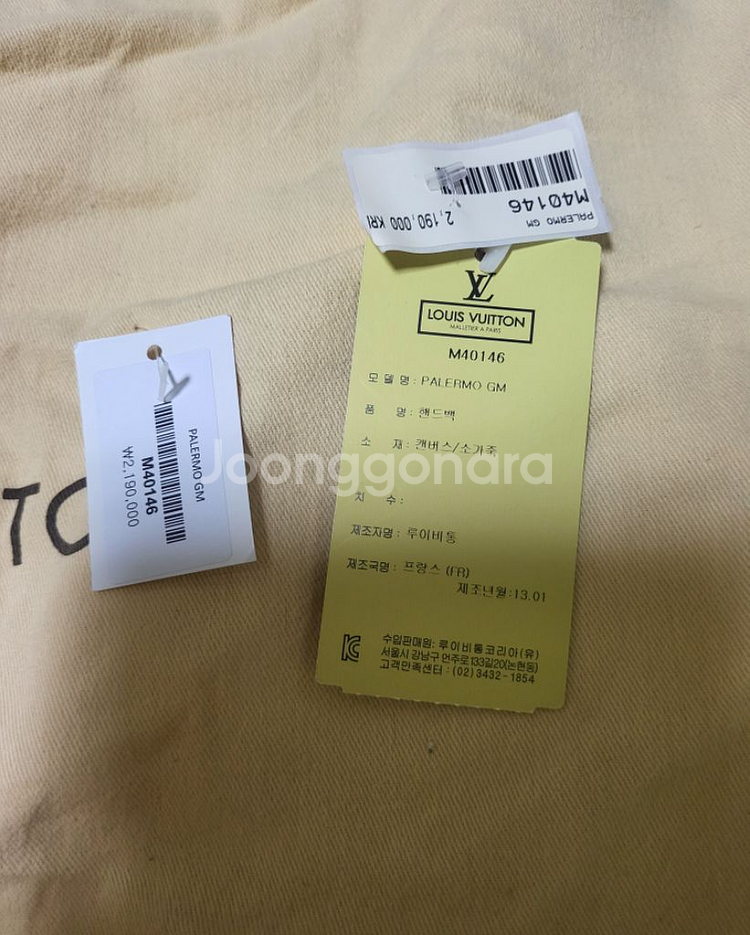 PALERMO GM
M40146
2,190,000 KRI
LV
LOUIS VUITTON
MALLETIER A PARIS
M40146
모 델 명 : PALERMO GM
품 명 : 핸드백
소 재 : 캔버스/소가죽
치 수 :
제조자명 : 루이비통
제조국명 : 프랑스 (FR)
제조년월:13.01
수입판매원: 루이비통코리아(유)
서울시 강남구 언주로133길20(논현동)
고객만족센터 : (02)3432-1854
PALERMO GM
M40146
₩2,190,000
TO
Joonggonara